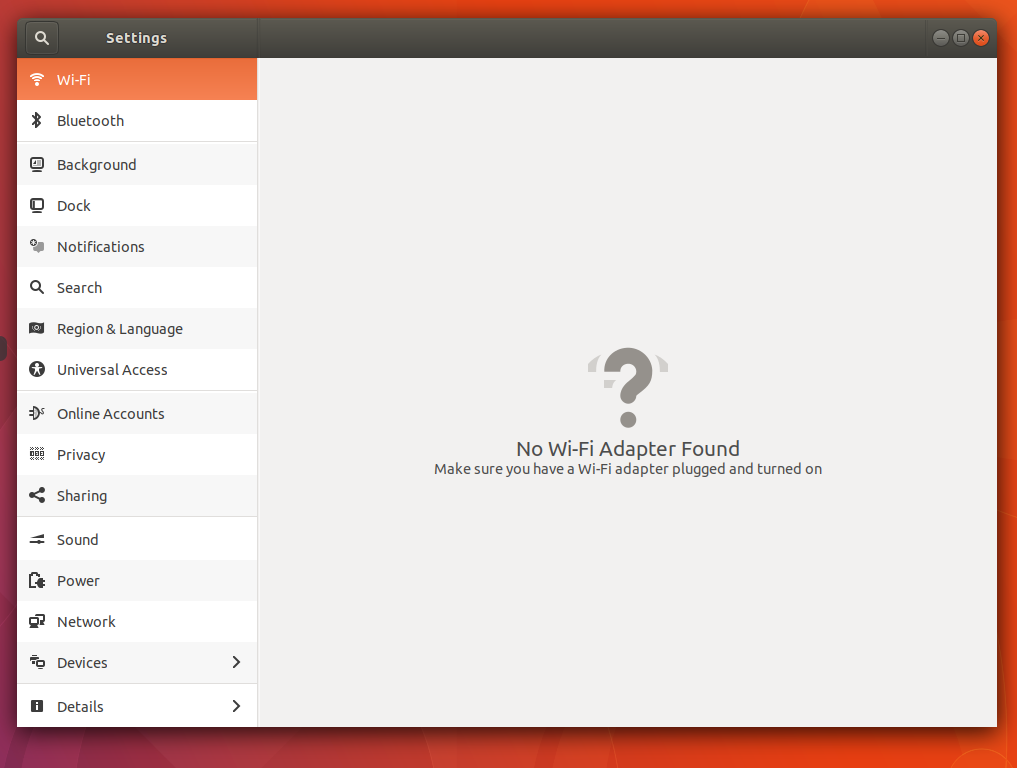 Settings
Wi-Fi
Bluetooth
Background
Dock
Notifications
Search
Region & Language
Universal Access
Online Accounts
Privacy
Sharing
Sound
Power
Network
Devices
Details
No Wi-Fi Adapter Found
Make sure you have a Wi-Fi adapter plugged and turned on